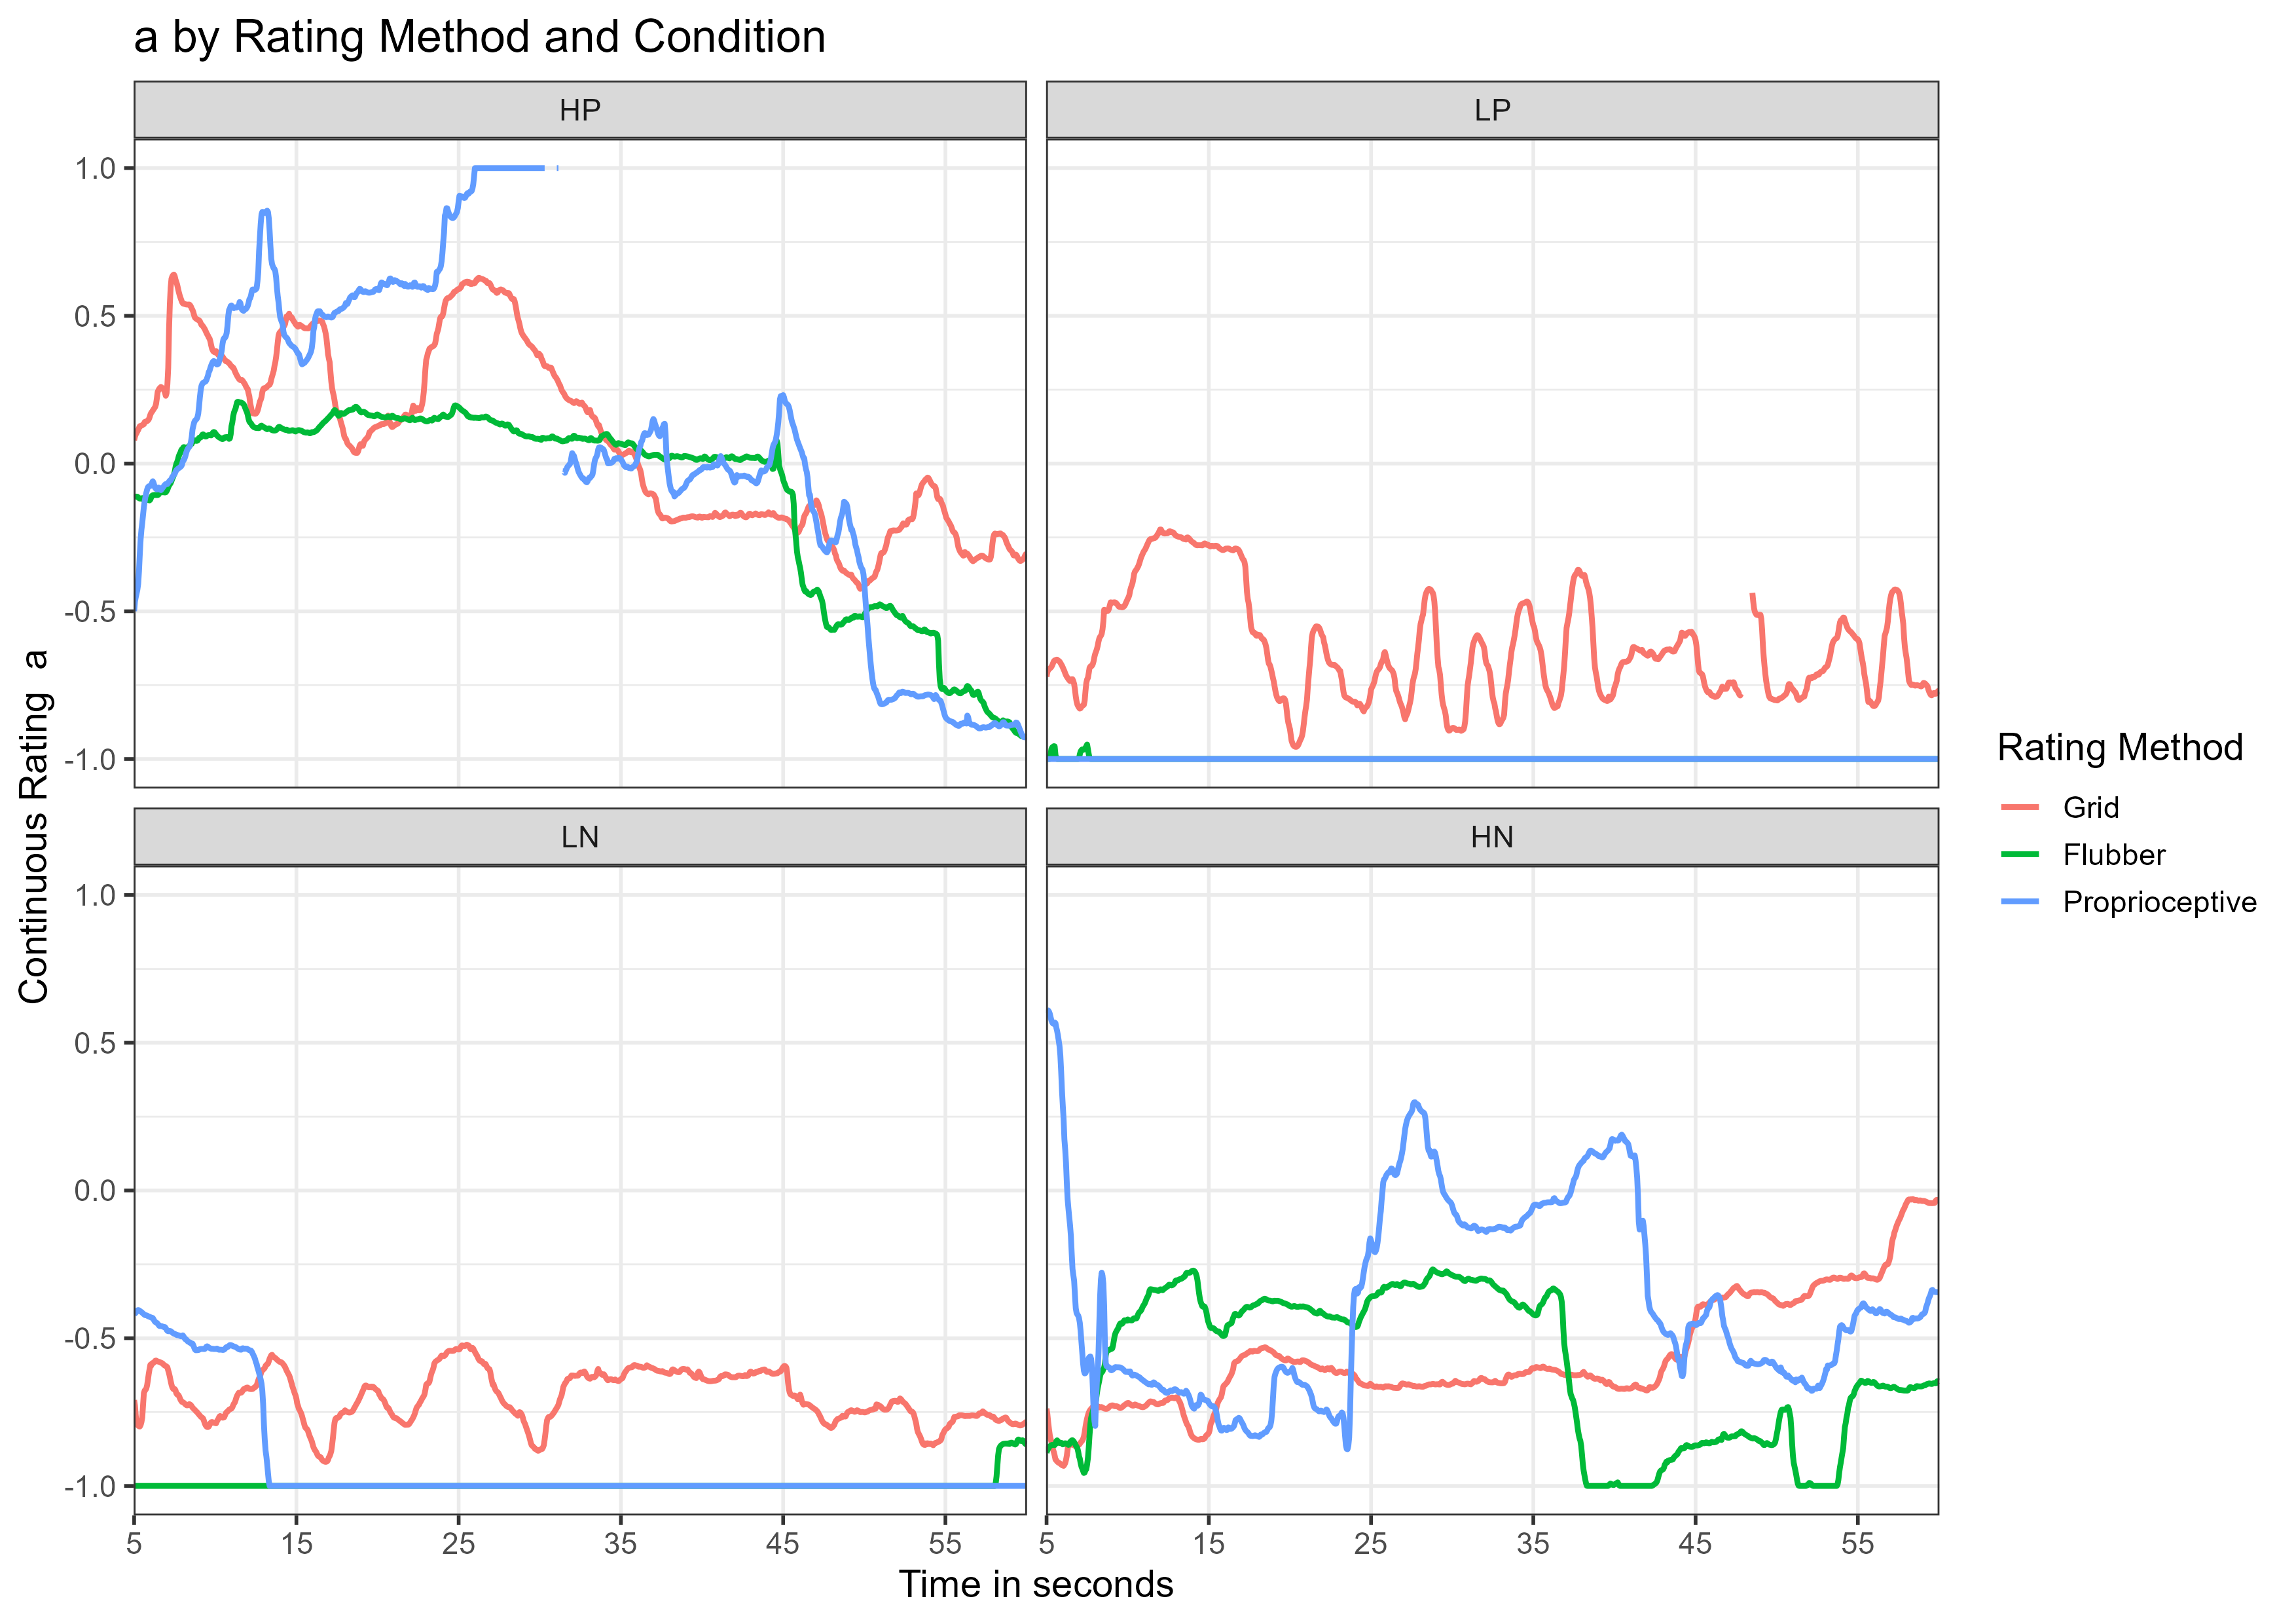 a by Rating Method and Condition
HP
LP
1.0
0.5
0.0
-0.5
-1.0
LN
HN
1.0
0.5
0.0
-0.5
-1.0
5 15 25 35 45 55
5 15 25 35 45 55
Time in seconds
Continuous Rating a
Rating Method
Grid
Flubber
Proprioceptive